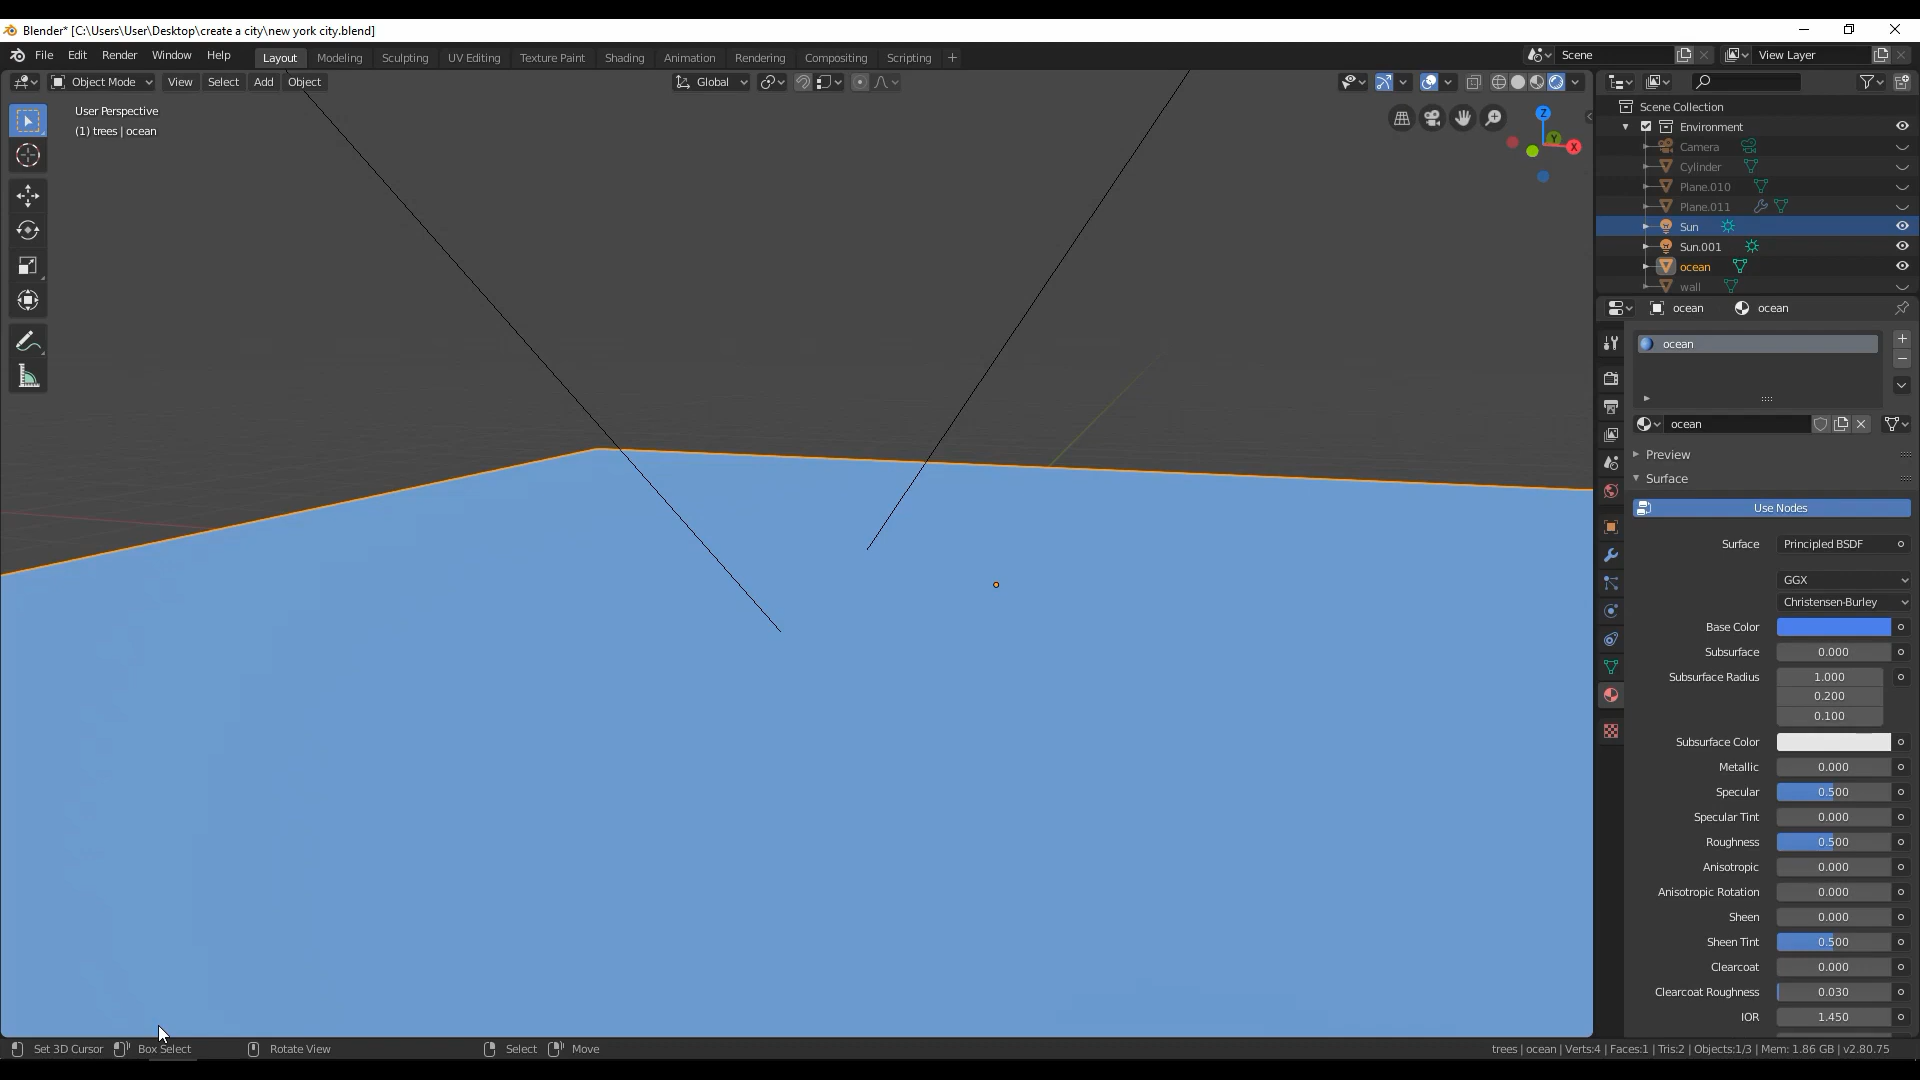 Blender* [C:\Users\User\Desktop\create a city\new york city.blend]
File Edit Render Window Help Layout Modeling Sculpting UV Editing Texture Paint Shading Animation Rendering Compositing Scripting + Scene View Layer
Object Mode View Select Add Object Global
User Perspective
(1) trees | ocean
Z
Y
X
Scene Collection
Environment
Camera
Cylinder
Plane.010
Plane.011
Sun
Sun.001
ocean
wall
ocean ocean
ocean
ocean
Preview
Surface
Use Nodes
Surface Principled BSDF
GGX
Christensen-Burley
Base Color
Subsurface 0.000
Subsurface Radius 1.000
0.200
0.100
Subsurface Color
Metallic 0.000
Specular 0.500
Specular Tint 0.000
Roughness 0.500
Anisotropic 0.000
Anisotropic Rotation 0.000
Sheen 0.000
Sheen Tint 0.500
Clearcoat 0.000
Clearcoat Roughness 0.030
IOR 1.450
Set 3D Cursor Box Select Rotate View Select Move trees | ocean | Verts:4 | Faces:1 | Tris:2 | Objects:1/3 | Mem: 1.86 GB | v2.80.75